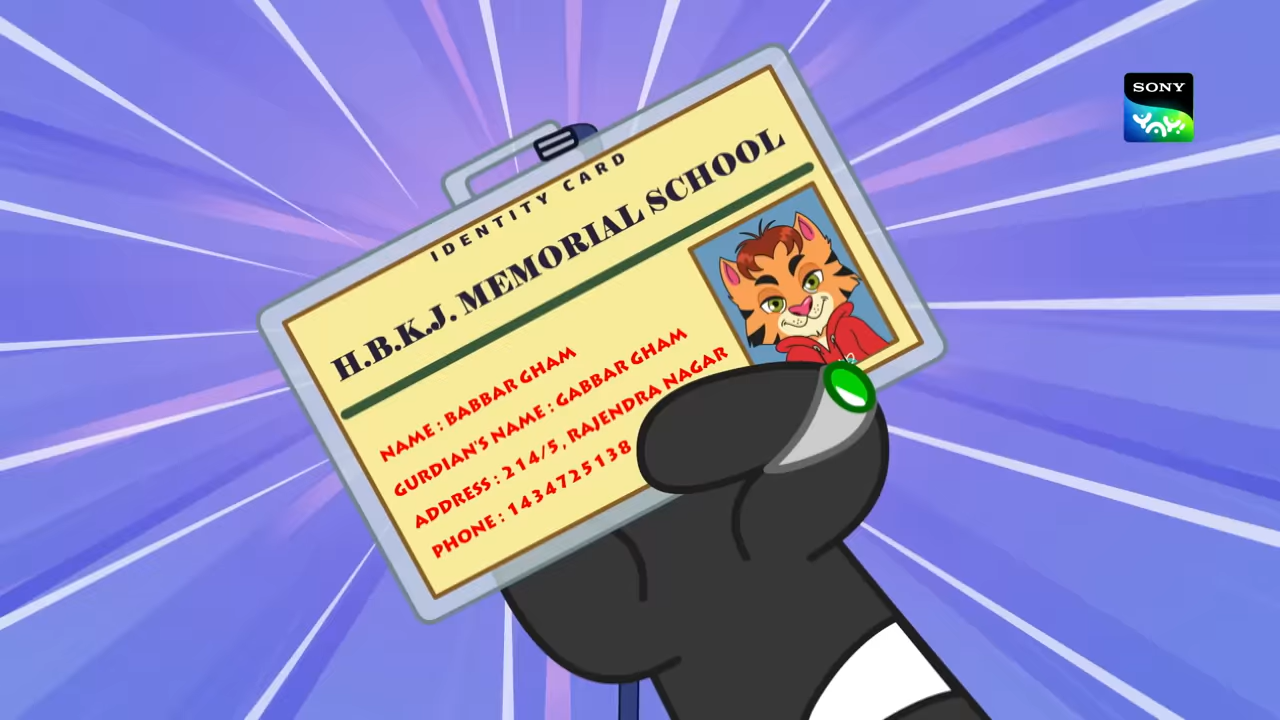 SONY
YAY!
IDENTITY CARD
H.B.K.J. MEMORIAL SCHOOL
NAME : BABBAR GHAM
GURDIAN'S NAME : GABBAR GHAM
ADDRESS : 214/5, RAJENDRA NAGAR
PHONE : 1434725138